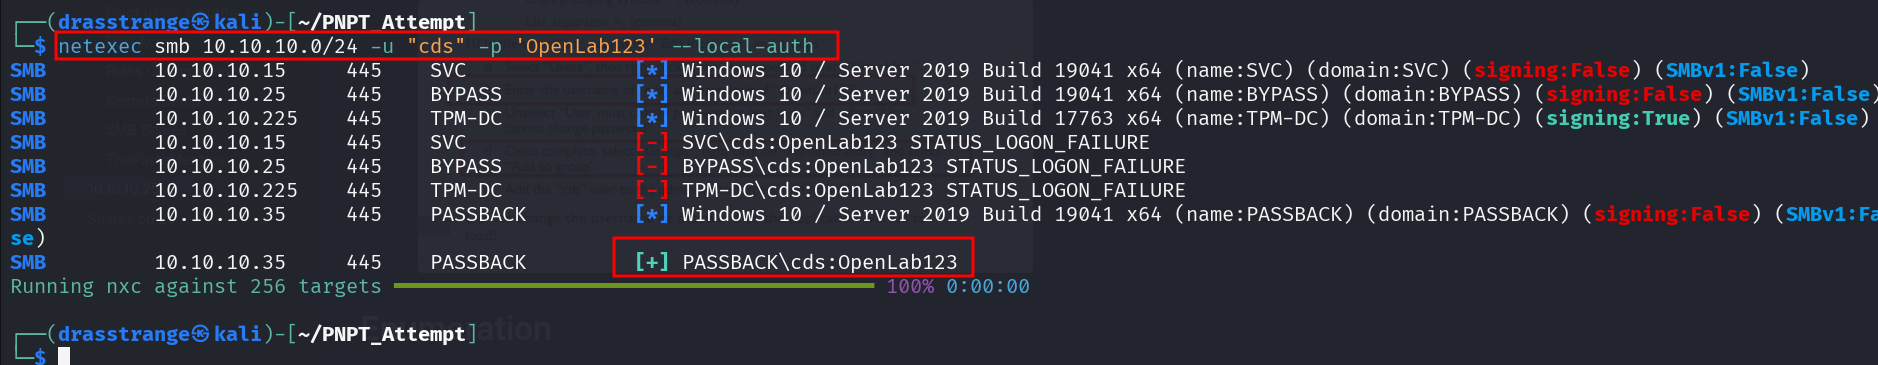 ┌──(drasstrange㉿kali)-[~/PNPT_Attempt]
└─$ netexec smb 10.10.10.0/24 -u "cds" -p 'OpenLab123' --local-auth
SMB 10.10.10.15 445 SVC [*] Windows 10 / Server 2019 Build 19041 x64 (name:SVC) (domain:SVC) (signing:False) (SMBv1:False)
SMB 10.10.10.25 445 BYPASS [*] Windows 10 / Server 2019 Build 19041 x64 (name:BYPASS) (domain:BYPASS) (signing:False) (SMBv1:False)
SMB 10.10.10.225 445 TPM-DC [*] Windows 10 / Server 2019 Build 17763 x64 (name:TPM-DC) (domain:TPM-DC) (signing:True) (SMBv1:False)
SMB 10.10.10.15 445 SVC [-] SVC\cds:OpenLab123 STATUS_LOGON_FAILURE
SMB 10.10.10.25 445 BYPASS [-] BYPASS\cds:OpenLab123 STATUS_LOGON_FAILURE
SMB 10.10.10.225 445 TPM-DC [-] TPM-DC\cds:OpenLab123 STATUS_LOGON_FAILURE
SMB 10.10.10.35 445 PASSBACK [*] Windows 10 / Server 2019 Build 19041 x64 (name:PASSBACK) (domain:PASSBACK) (signing:False) (SMBv1:Fa
se)
SMB 10.10.10.35 445 PASSBACK [+] PASSBACK\cds:OpenLab123
Running nxc against 256 targets 100% 0:00:00
┌──(drasstrange㉿kali)-[~/PNPT_Attempt]
└─$